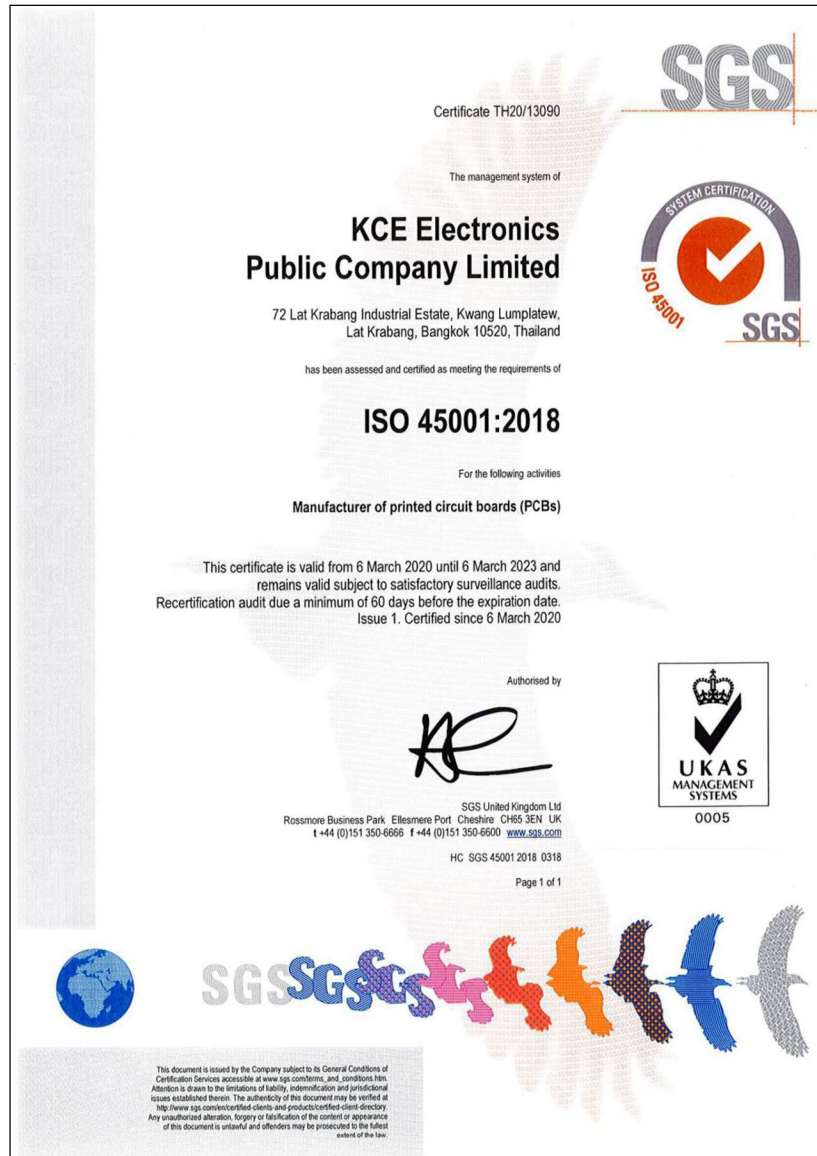 SGS
Certificate TH20/13090
The management system of
KCE Electronics
Public Company Limited
72 Lat Krabang Industrial Estate, Kwang Lumplatew,
Lat Krabang, Bangkok 10520, Thailand
has been assessed and certified as meeting the requirements of
ISO 45001:2018
For the following activities
Manufacturer of printed circuit boards (PCBs)
This certificate is valid from 6 March 2020 until 6 March 2023 and
remains valid subject to satisfactory surveillance audits.
Recertification audit due a minimum of 60 days before the expiration date.
Issue 1. Certified since 6 March 2020
Authorised by
SGS United Kingdom Ltd
Rossmore Business Park Ellesmere Port Cheshire CH65 3EN UK
t +44 (0)151 350-6666 f +44 (0)151 350-6600 www.sgs.com
HC SGS 45001 2018 0318
Page 1 of 1
SYSTEM CERTIFICATION
ISO 45001
SGS
UKAS
MANAGEMENT
SYSTEMS
0005
SGS SGS SGS
This document is issued by the Company subject to its General Conditions of
Certification Services accessible at www.sgs.com/terms_and_conditions.htm.
Attention is drawn to the limitations of liability, indemnification and jurisdictional
issues established therein. The authenticity of this document may be verified at
http://www.sgs.com/en/certified-clients-and-products/certified-client-directory.
Any unauthorized alteration, forgery or falsification of the content or appearance
of this document is unlawful and offenders may be prosecuted to the fullest
extent of the law.